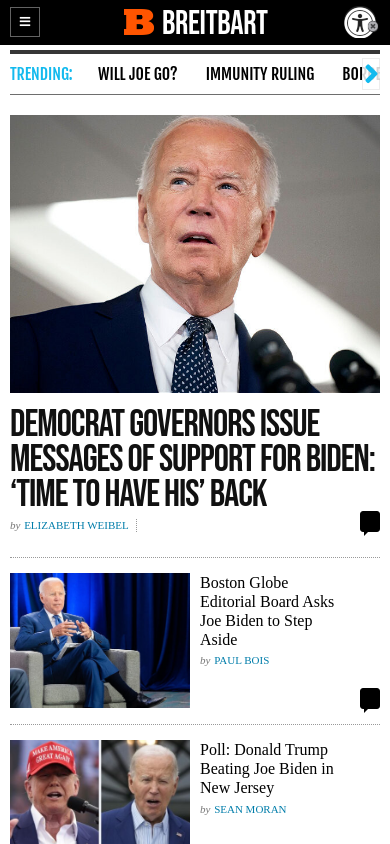 BREITBART
TRENDING: WILL JOE GO? IMMUNITY RULING
DEMOCRAT GOVERNORS ISSUE
MESSAGES OF SUPPORT FOR BIDEN:
‘TIME TO HAVE HIS’ BACK
by ELIZABETH WEIBEL
Boston Globe
Editorial Board Asks
Joe Biden to Step
Aside
by PAUL BOIS
MAKE AMERICA
GREAT AGAIN
Poll: Donald Trump
Beating Joe Biden in
New Jersey
by SEAN MORAN